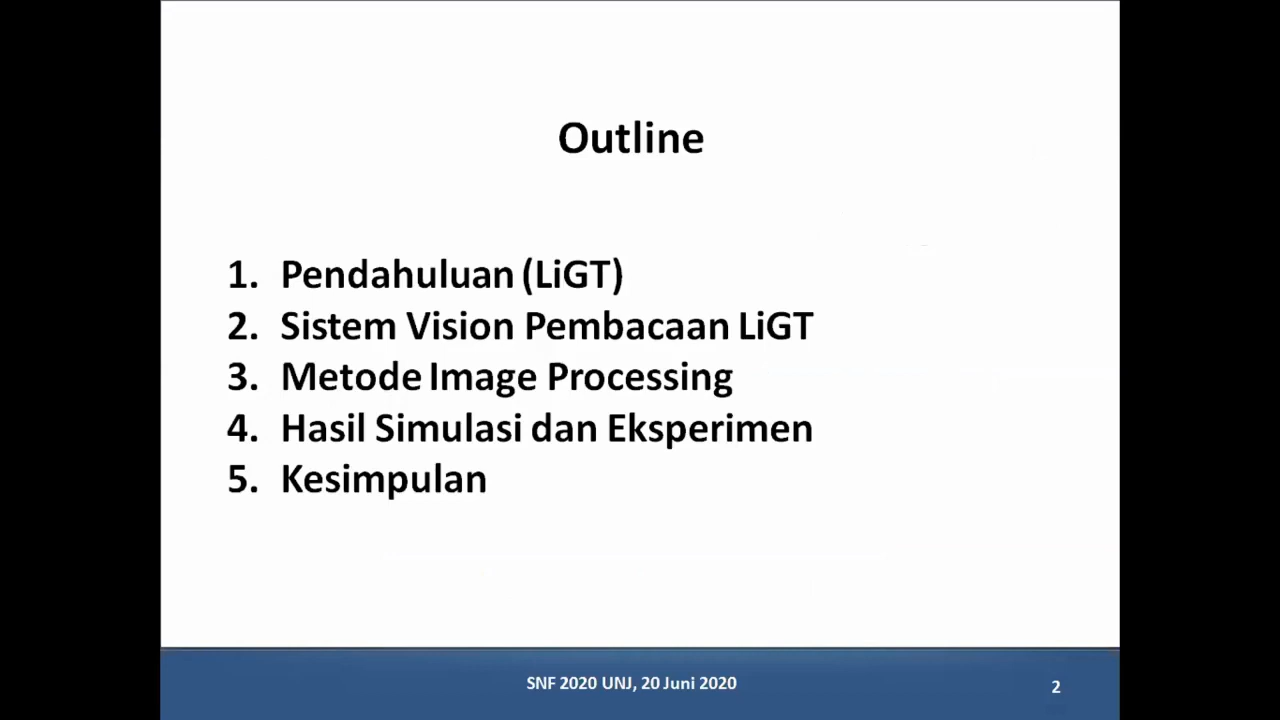 Outline
1. Pendahuluan (LiGT)
2. Sistem Vision Pembacaan LiGT
3. Metode Image Processing
4. Hasil Simulasi dan Eksperimen
5. Kesimpulan
SNF 2020 UNJ, 20 Juni 2020
2